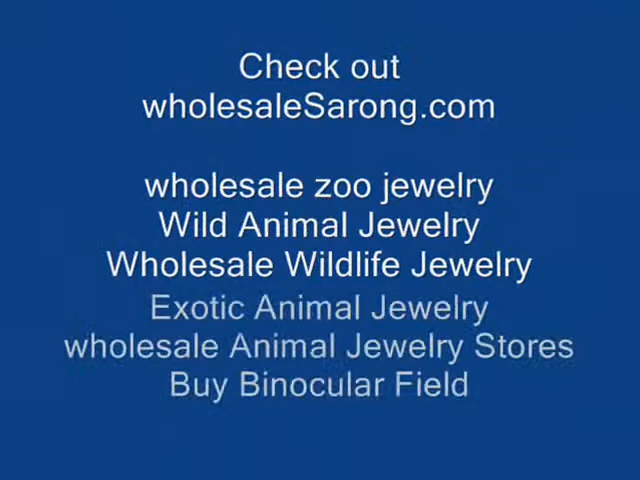 Check out
wholesaleSarong.com
wholesale zoo jewelry
Wild Animal Jewelry
Wholesale Wildlife Jewelry
Exotic Animal Jewelry
wholesale Animal Jewelry Stores
Buy Binocular Field